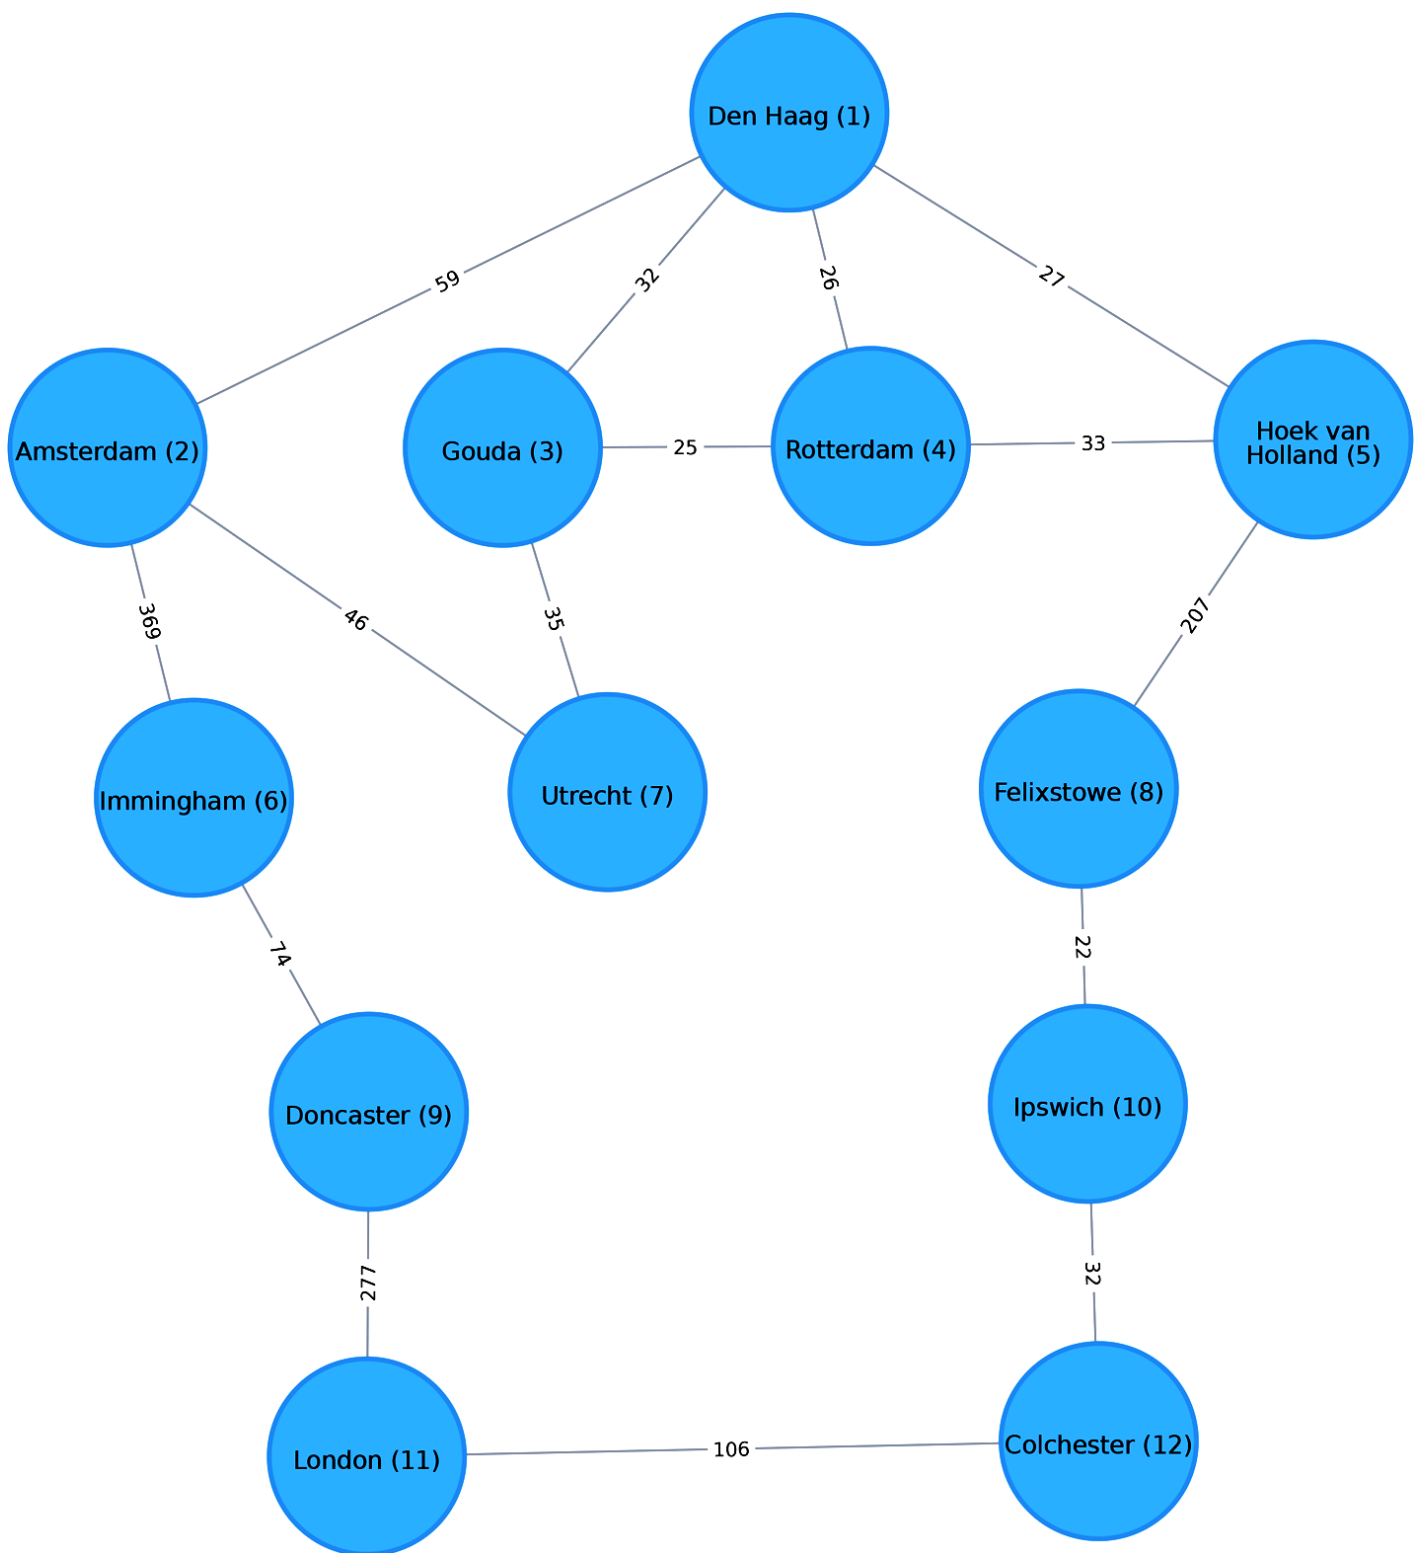 Den Haag (1)
59
32
26
27
Amsterdam (2)
Gouda (3)
25
Rotterdam (4)
33
Hoek van
Holland (5)
369
46
35
207
Immingham (6)
Utrecht (7)
Felixstowe (8)
74
22
Doncaster (9)
Ipswich (10)
277
32
London (11)
106
Colchester (12)